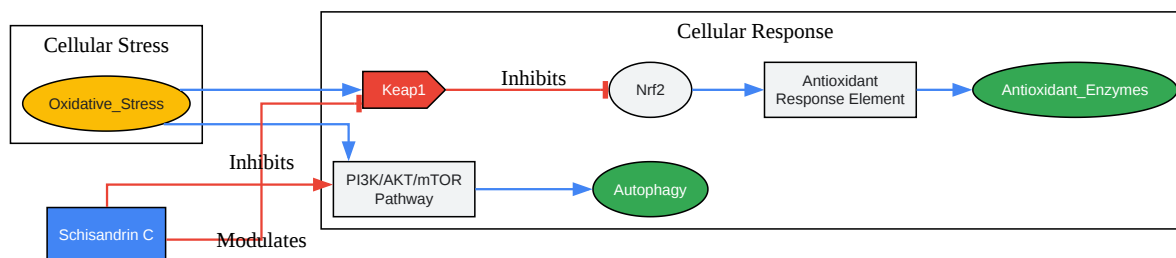 Cellular Stress
Cellular Response
Oxidative_Stress
Keap1
Inhibits
Nrf2
Antioxidant
Response Element
Antioxidant_Enzymes
Inhibits
PI3K/AKT/mTOR
Pathway
Autophagy
Schisandrin C
Modulates